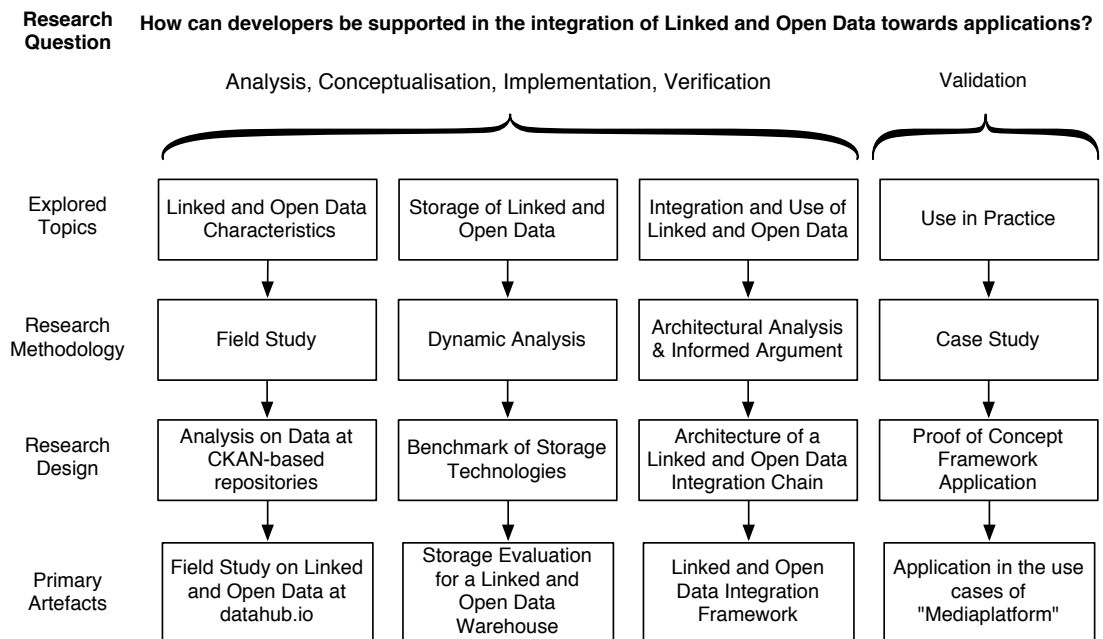 Research
Question
How can developers be supported in the integration of Linked and Open Data towards applications?
Analysis, Conceptualisation, Implementation, Verification
Validation
Explored
Topics
Linked and Open Data
Characteristics
Storage of Linked and
Open Data
Integration and Use of
Linked and Open Data
Use in Practice
Research
Methodology
Field Study
Dynamic Analysis
Architectural Analysis
& Informed Argument
Case Study
Research
Design
Analysis on Data at
CKAN-based
repositories
Benchmark of Storage
Technologies
Architecture of a
Linked and Open Data
Integration Chain
Proof of Concept
Framework
Application
Primary
Artefacts
Field Study on Linked
and Open Data at
datahub.io
Storage Evaluation
for a Linked and
Open Data
Warehouse
Linked and Open
Data Integration
Framework
Application in the use
cases of
"Mediaplatform"